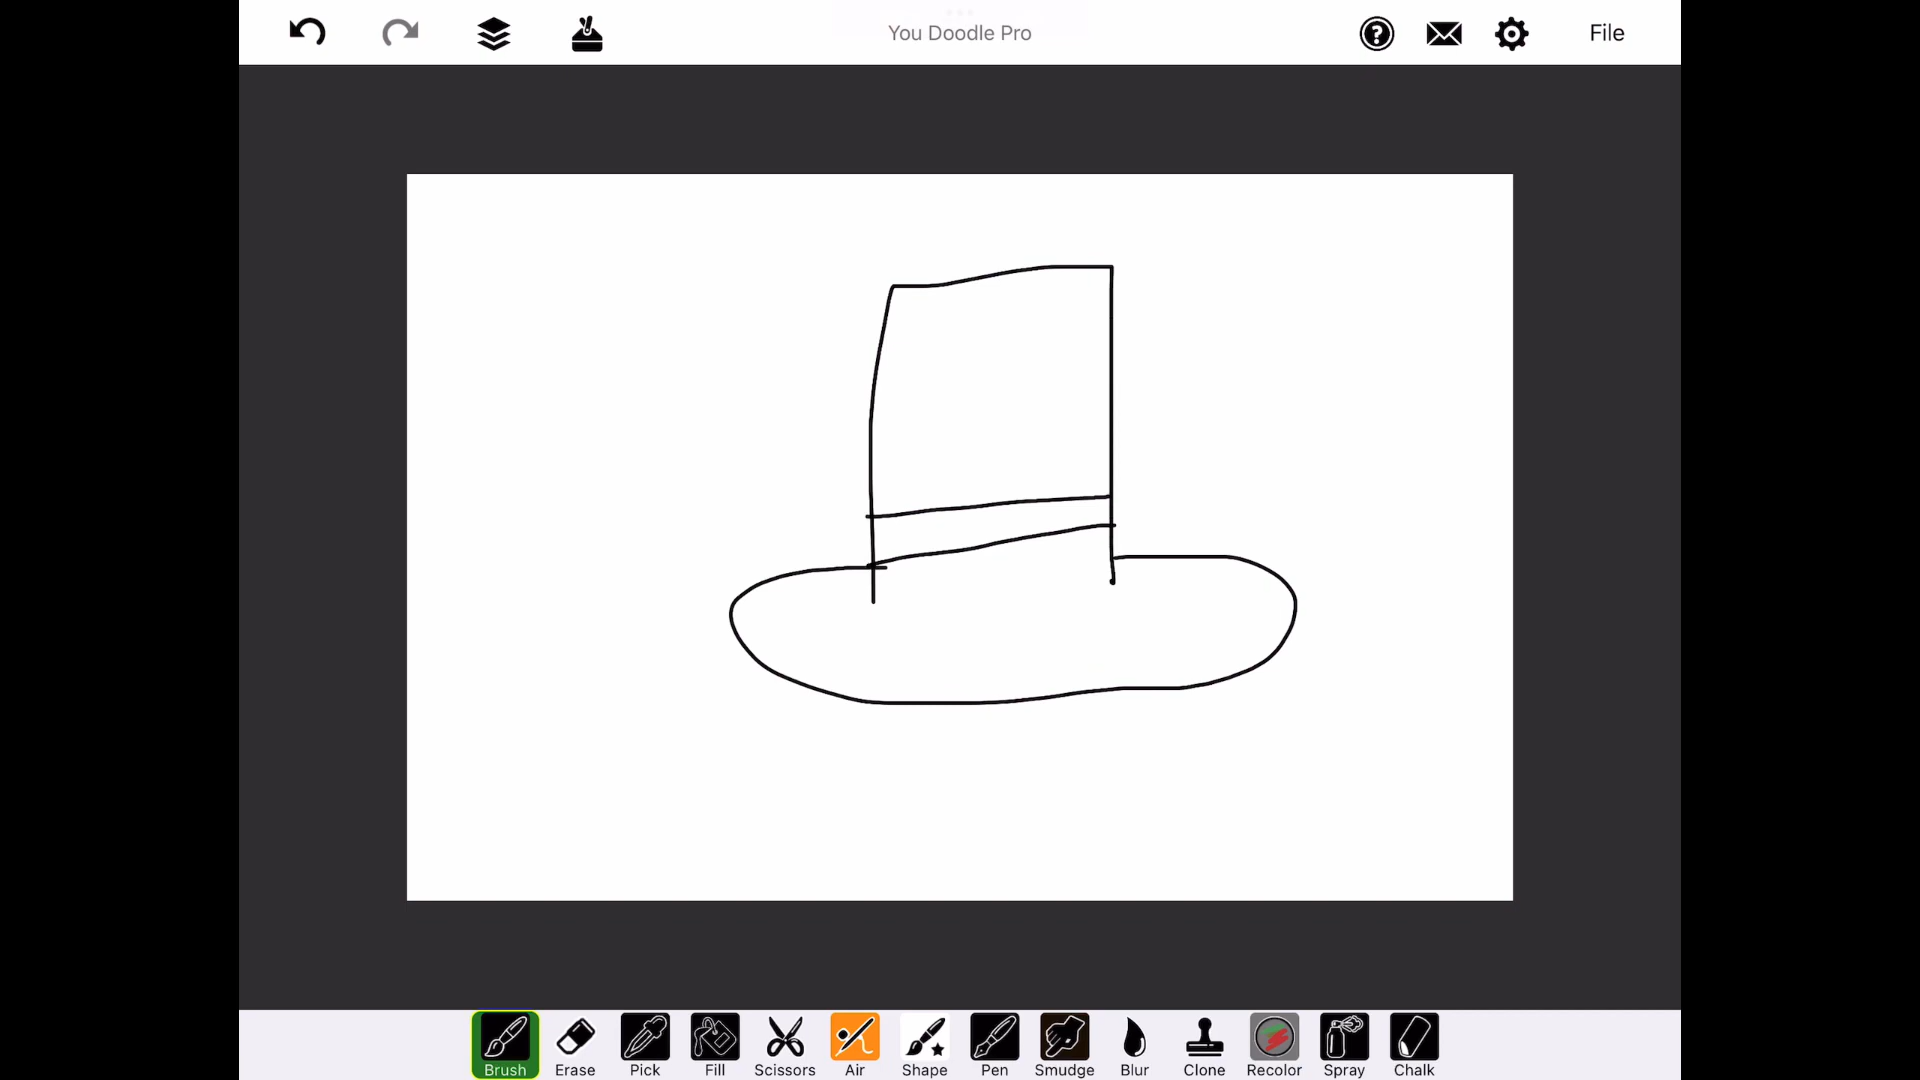 You Doodle Pro
File
Brush Erase Pick Fill Scissors Air Shape Pen Smudge Blur Clone Recolor Spray Chalk